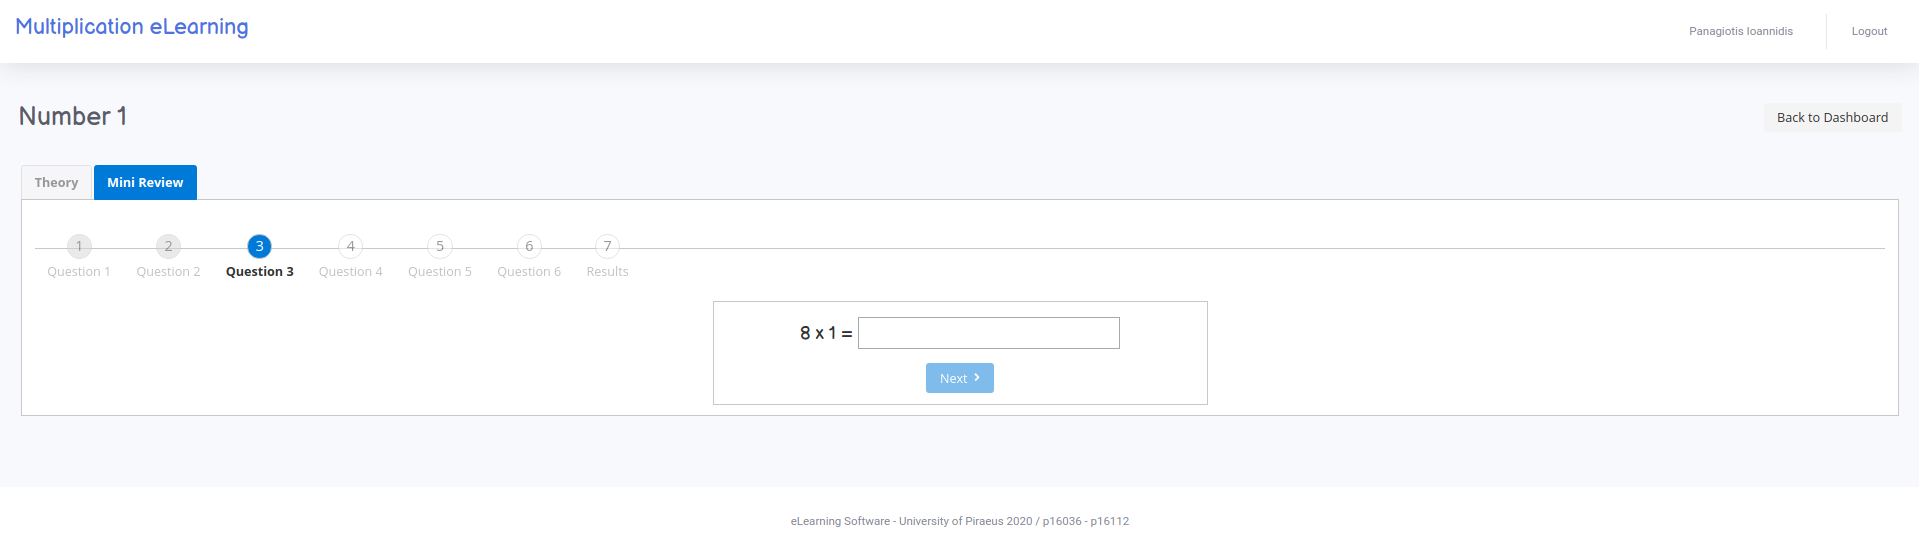 Multiplication eLearning
Panagiotis Ioannidis
Logout
Number 1
Back to Dashboard
Theory
Mini Review
1 2 3 4 5 6 7
Question 1 Question 2 Question 3 Question 4 Question 5 Question 6 Results
8 x 1 =
Next
eLearning Software - University of Piraeus 2020 / p16036 - p16112